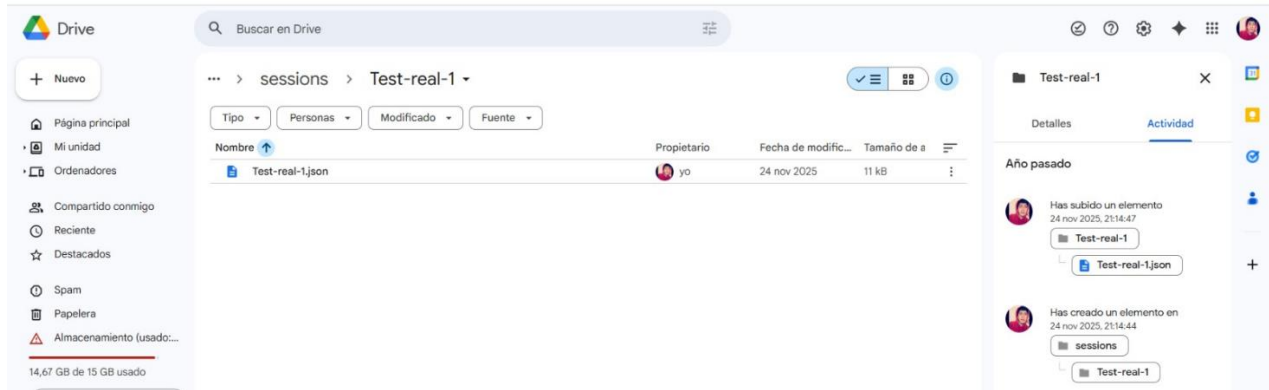 Drive
Buscar en Drive
Nuevo
Página principal
Mi unidad
Ordenadores
Compartido conmigo
Reciente
Destacados
Spam
Papelera
Almacenamiento (usado:...
14,67 GB de 15 GB usado
... > sessions > Test-real-1
Tipo Personas Modificado Fuente
Nombre Propietario Fecha de modific... Tamaño de a
Test-real-1.json yo 24 nov 2025 11 kB
Test-real-1
Detalles Actividad
Año pasado
Has subido un elemento
24 nov 2025, 21:14:47
Test-real-1
Test-real-1.json
Has creado un elemento en
24 nov 2025, 21:14:44
sessions
Test-real-1